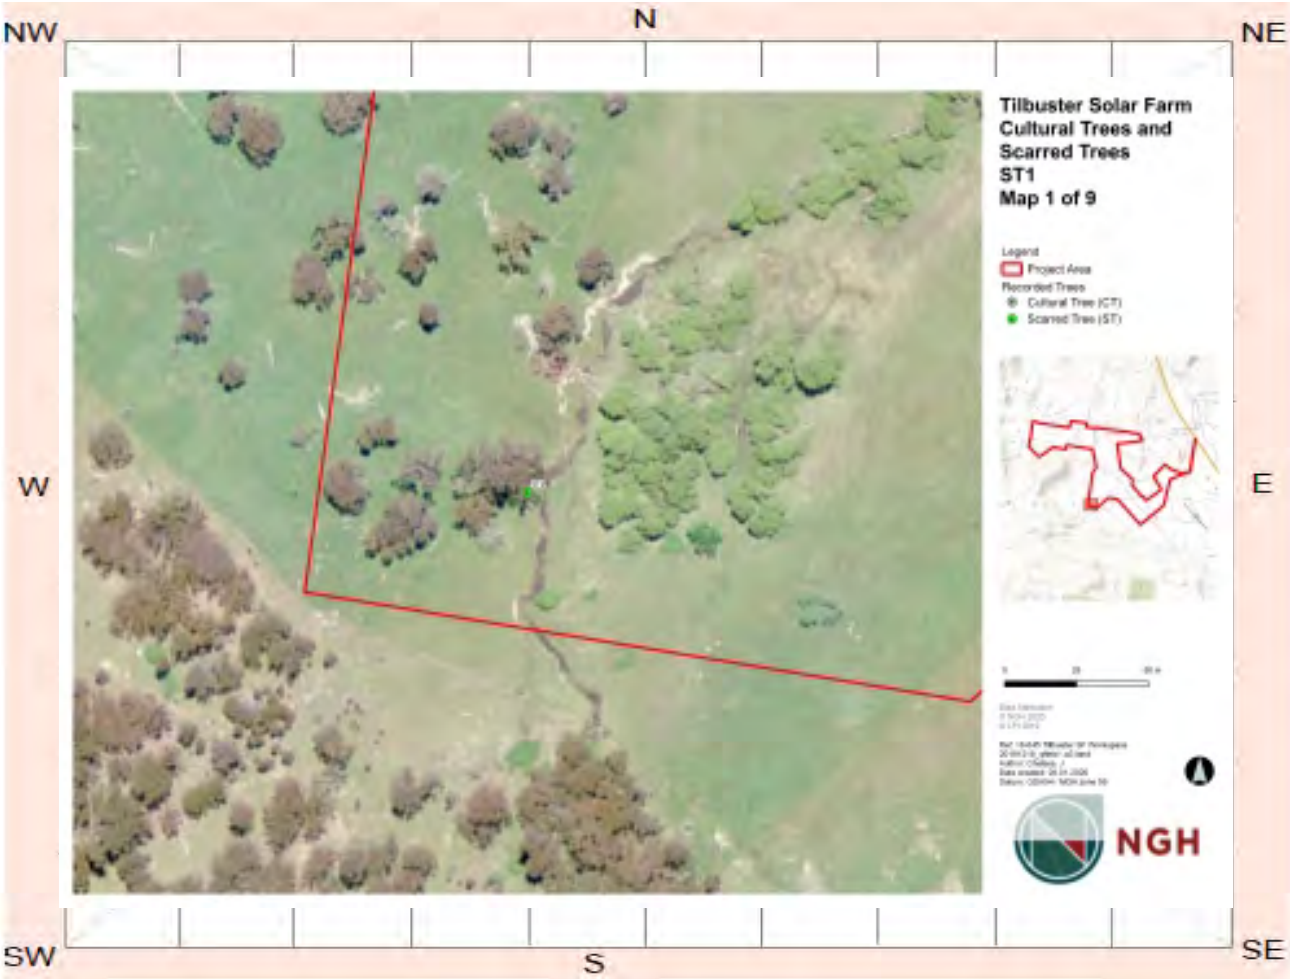 NW
N
NE
Tilbuster Solar Farm
Cultural Trees and
Scarred Trees
ST1
Map 1 of 9
Legend
Project Area
Recorded Trees
Cultural Tree (CT)
Scarred Tree (ST)
W
E
NGH
SW
S
SE